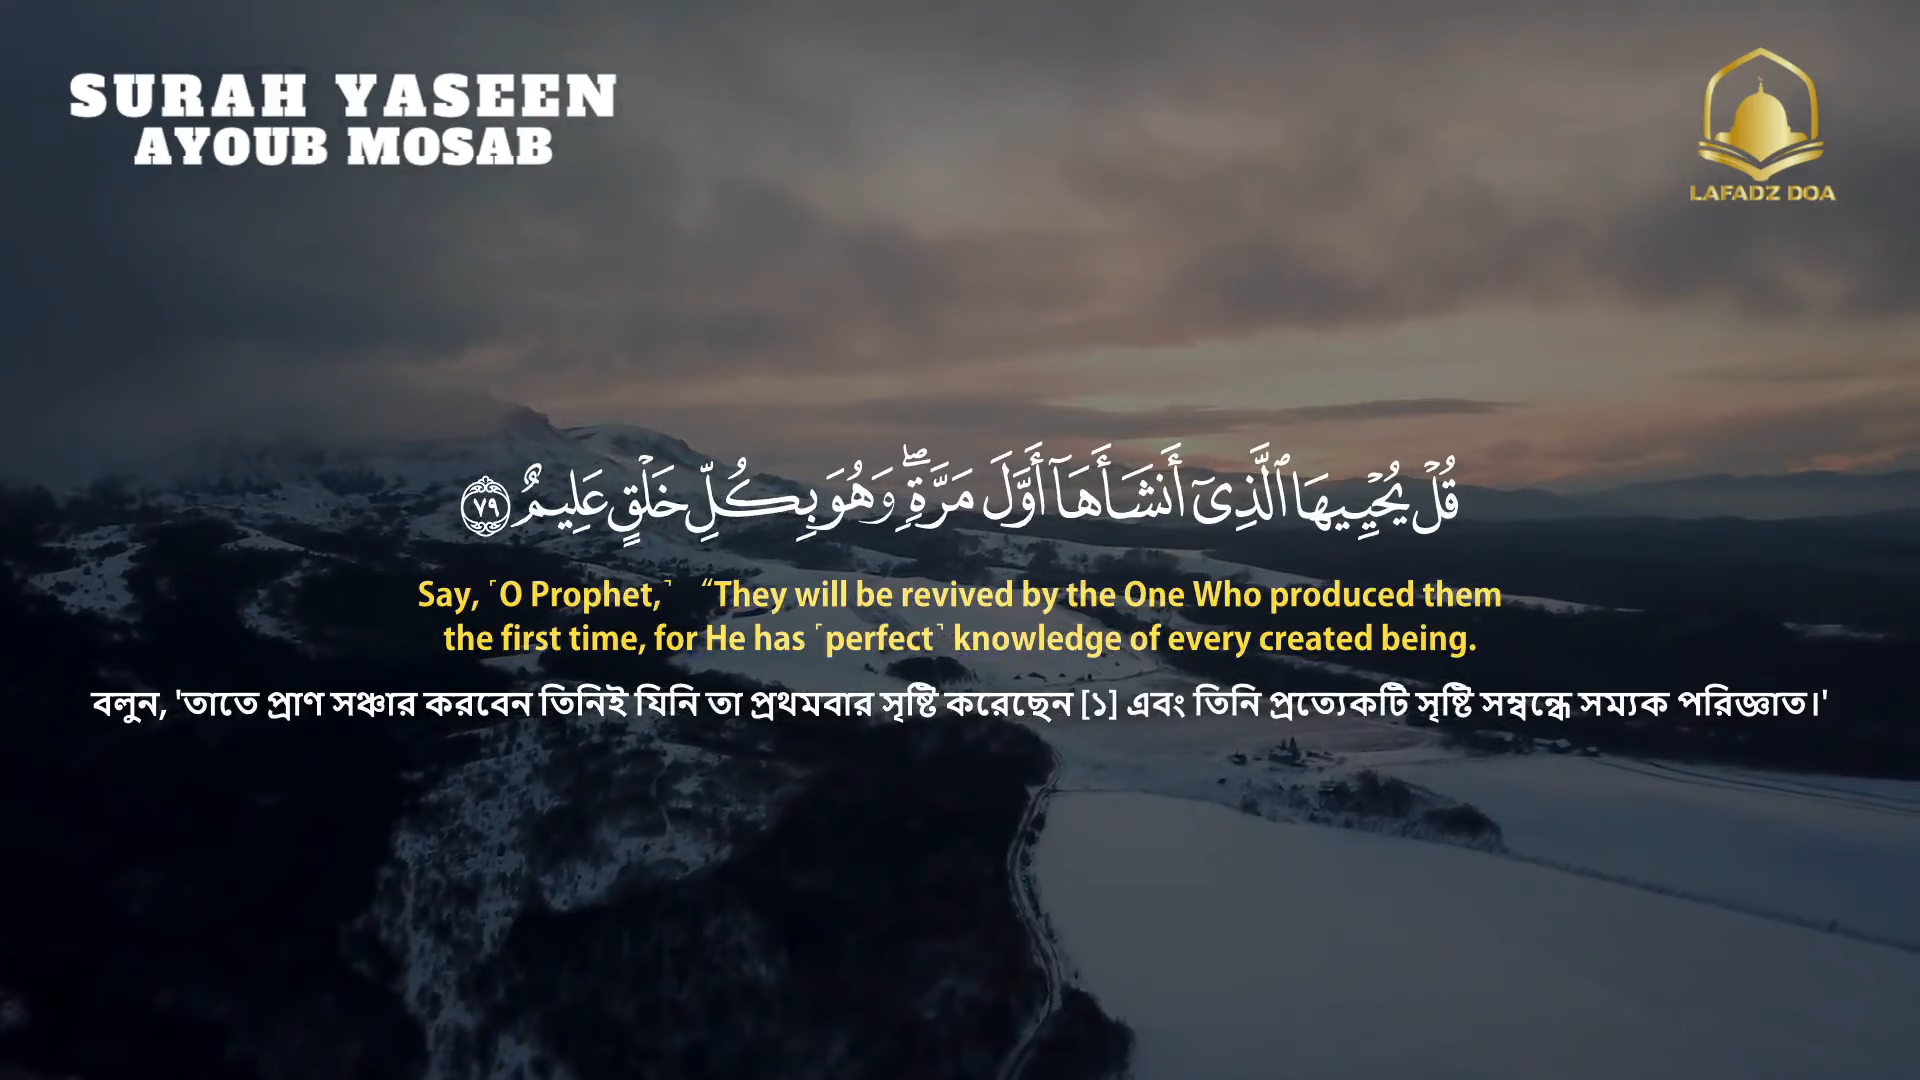 SURAH YASEEN
AYOUB MOSAB
LAFADZ DOA
قُلْ يُحْيِيهَا ٱلَّذِىٓ أَنشَأَهَآ أَوَّلَ مَرَّةٍۖ وَهُوَ بِكُلِّ خَلْقٍ عَلِيمٌ ٧٩
Say, ˹O Prophet,˺ “They will be revived by the One Who produced them
the first time, for He has ˹perfect˺ knowledge of every created being.
বলুন, 'তাতে প্রাণ সঞ্চার করবেন তিনিই যিনি তা প্রথমবার সৃষ্টি করেছেন [১] এবং তিনি প্রত্যেকটি সৃষ্টি সম্বন্ধে সম্যক পরিজ্ঞাত।'